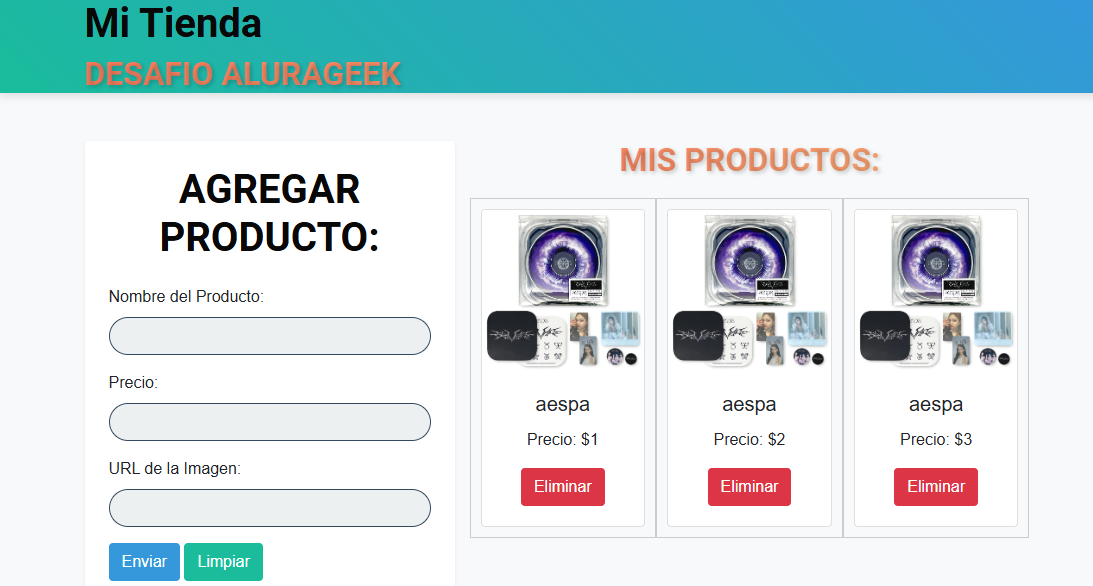 Mi Tienda
DESAFIO ALURAGEEK
AGREGAR
PRODUCTO:
Nombre del Producto:
Precio:
URL de la Imagen:
Enviar Limpiar
MIS PRODUCTOS:
aespa
Precio: $1
Eliminar
aespa
Precio: $2
Eliminar
aespa
Precio: $3
Eliminar